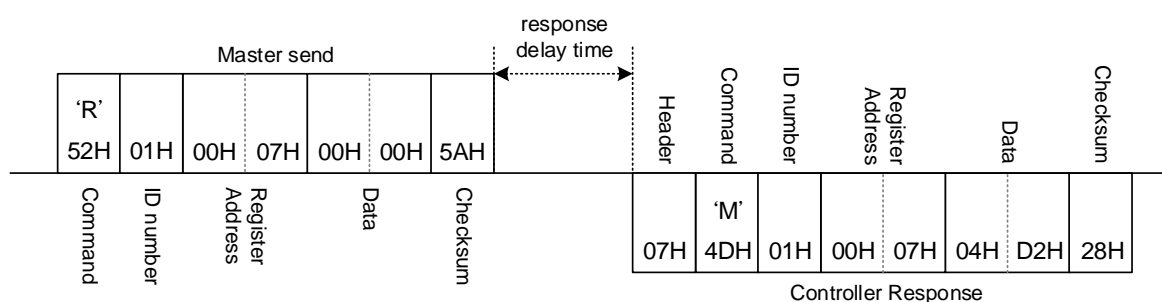 response
delay time
Master send
‘R’
52H 01H 00H 07H 00H 00H 5AH
Command
ID number
Register
Address
Data
Checksum
Header
Command
ID number
Register
Address
Data
Checksum
‘M’
07H 4DH 01H 00H 07H 04H D2H 28H
Controller Response